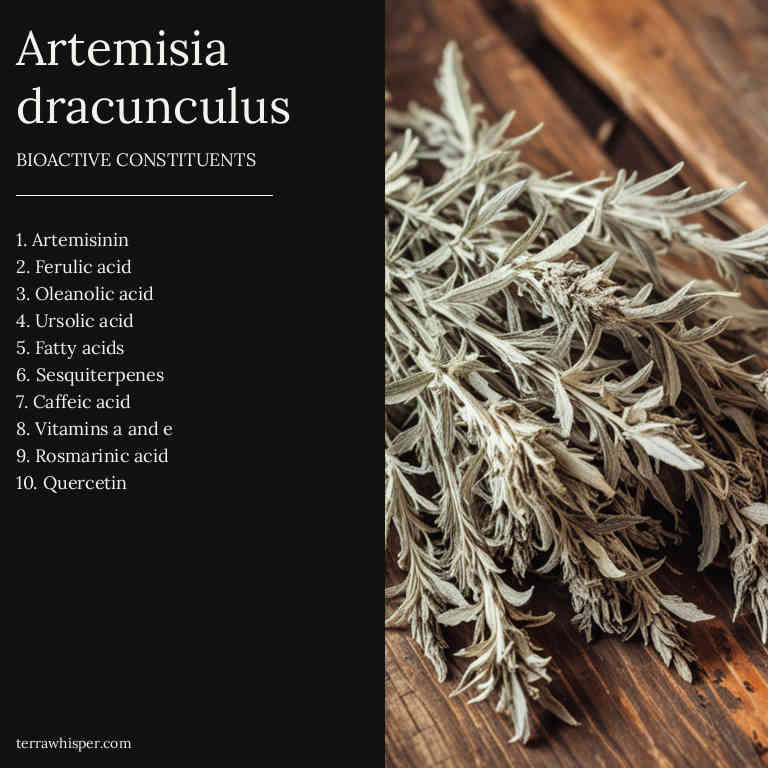 Artemisia
dracunculus
BIOACTIVE CONSTITUENTS
1. Artemisinin
2. Ferulic acid
3. Oleanolic acid
4. Ursolic acid
5. Fatty acids
6. Sesquiterpenes
7. Caffeic acid
8. Vitamins a and e
9. Rosmarinic acid
10. Quercetin
terrawhisper.com